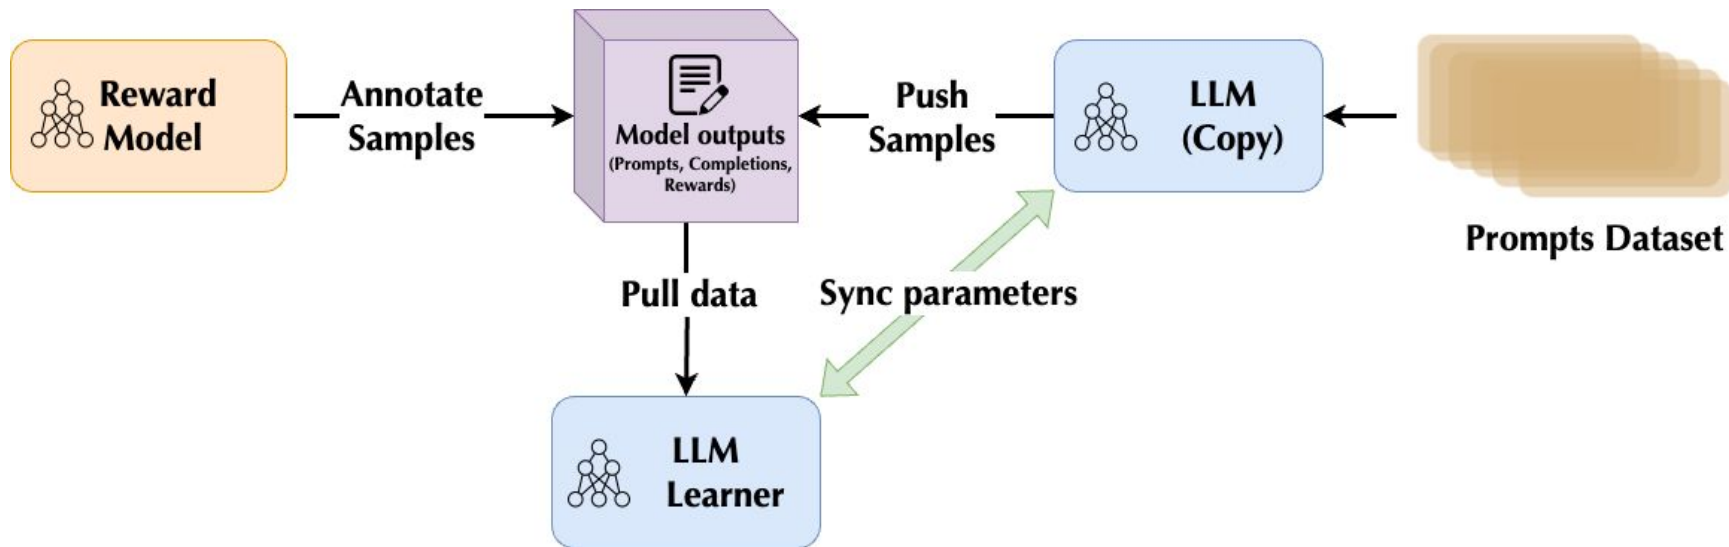 Reward
Model
Annotate
Samples
Model outputs
(Prompts, Completions,
Rewards)
Push
Samples
LLM
(Copy)
Prompts Dataset
Pull data
Sync parameters
LLM
Learner